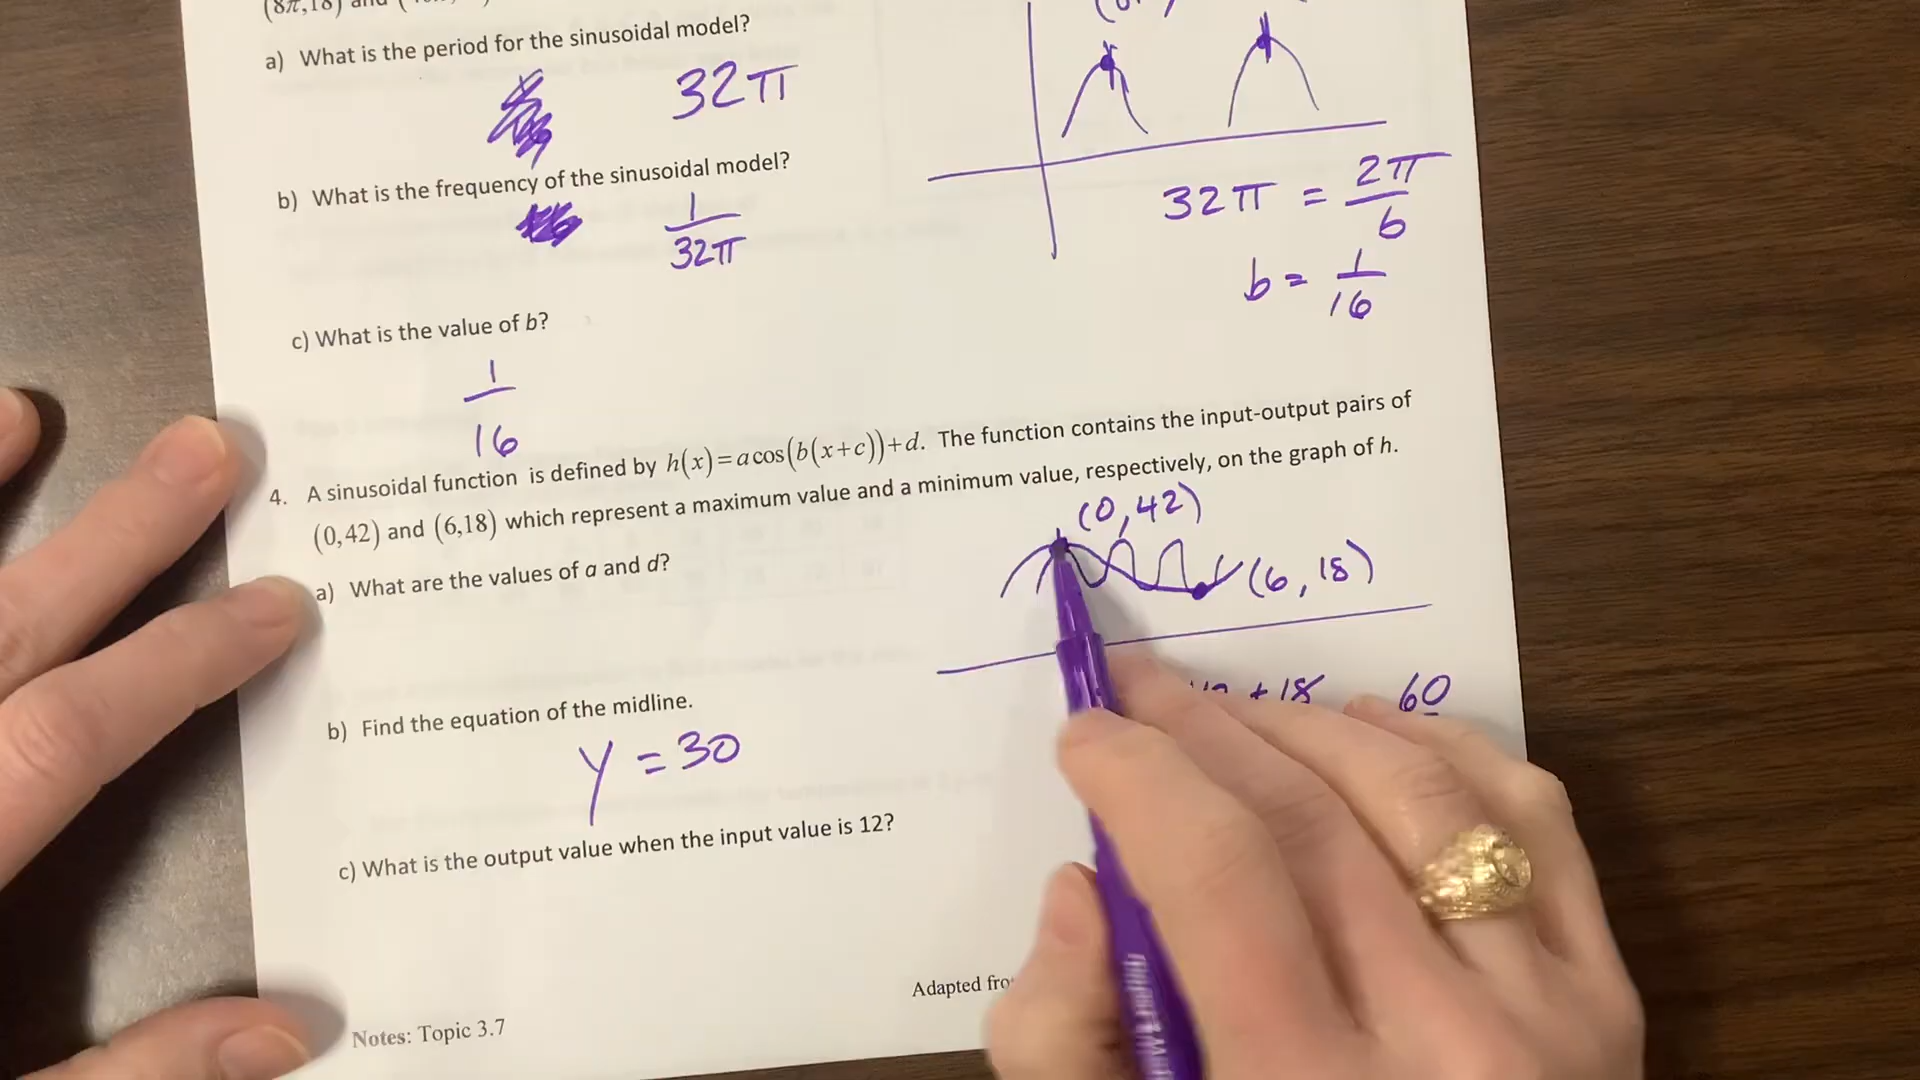 (8π,18) and (
a) What is the period for the sinusoidal model?
32π
b) What is the frequency of the sinusoidal model?
1/32π
32π = 2π/b
b = 1/16
c) What is the value of b?
1/16
4. A sinusoidal function is defined by h(x)=a cos(b(x+c))+d. The function contains the input-output pairs of
(0,42) and (6,18) which represent a maximum value and a minimum value, respectively, on the graph of h.
(0,42)
(6,18)
a) What are the values of a and d?
+ 18 60
b) Find the equation of the midline.
y = 30
c) What is the output value when the input value is 12?
Adapted
Notes: Topic 3.7